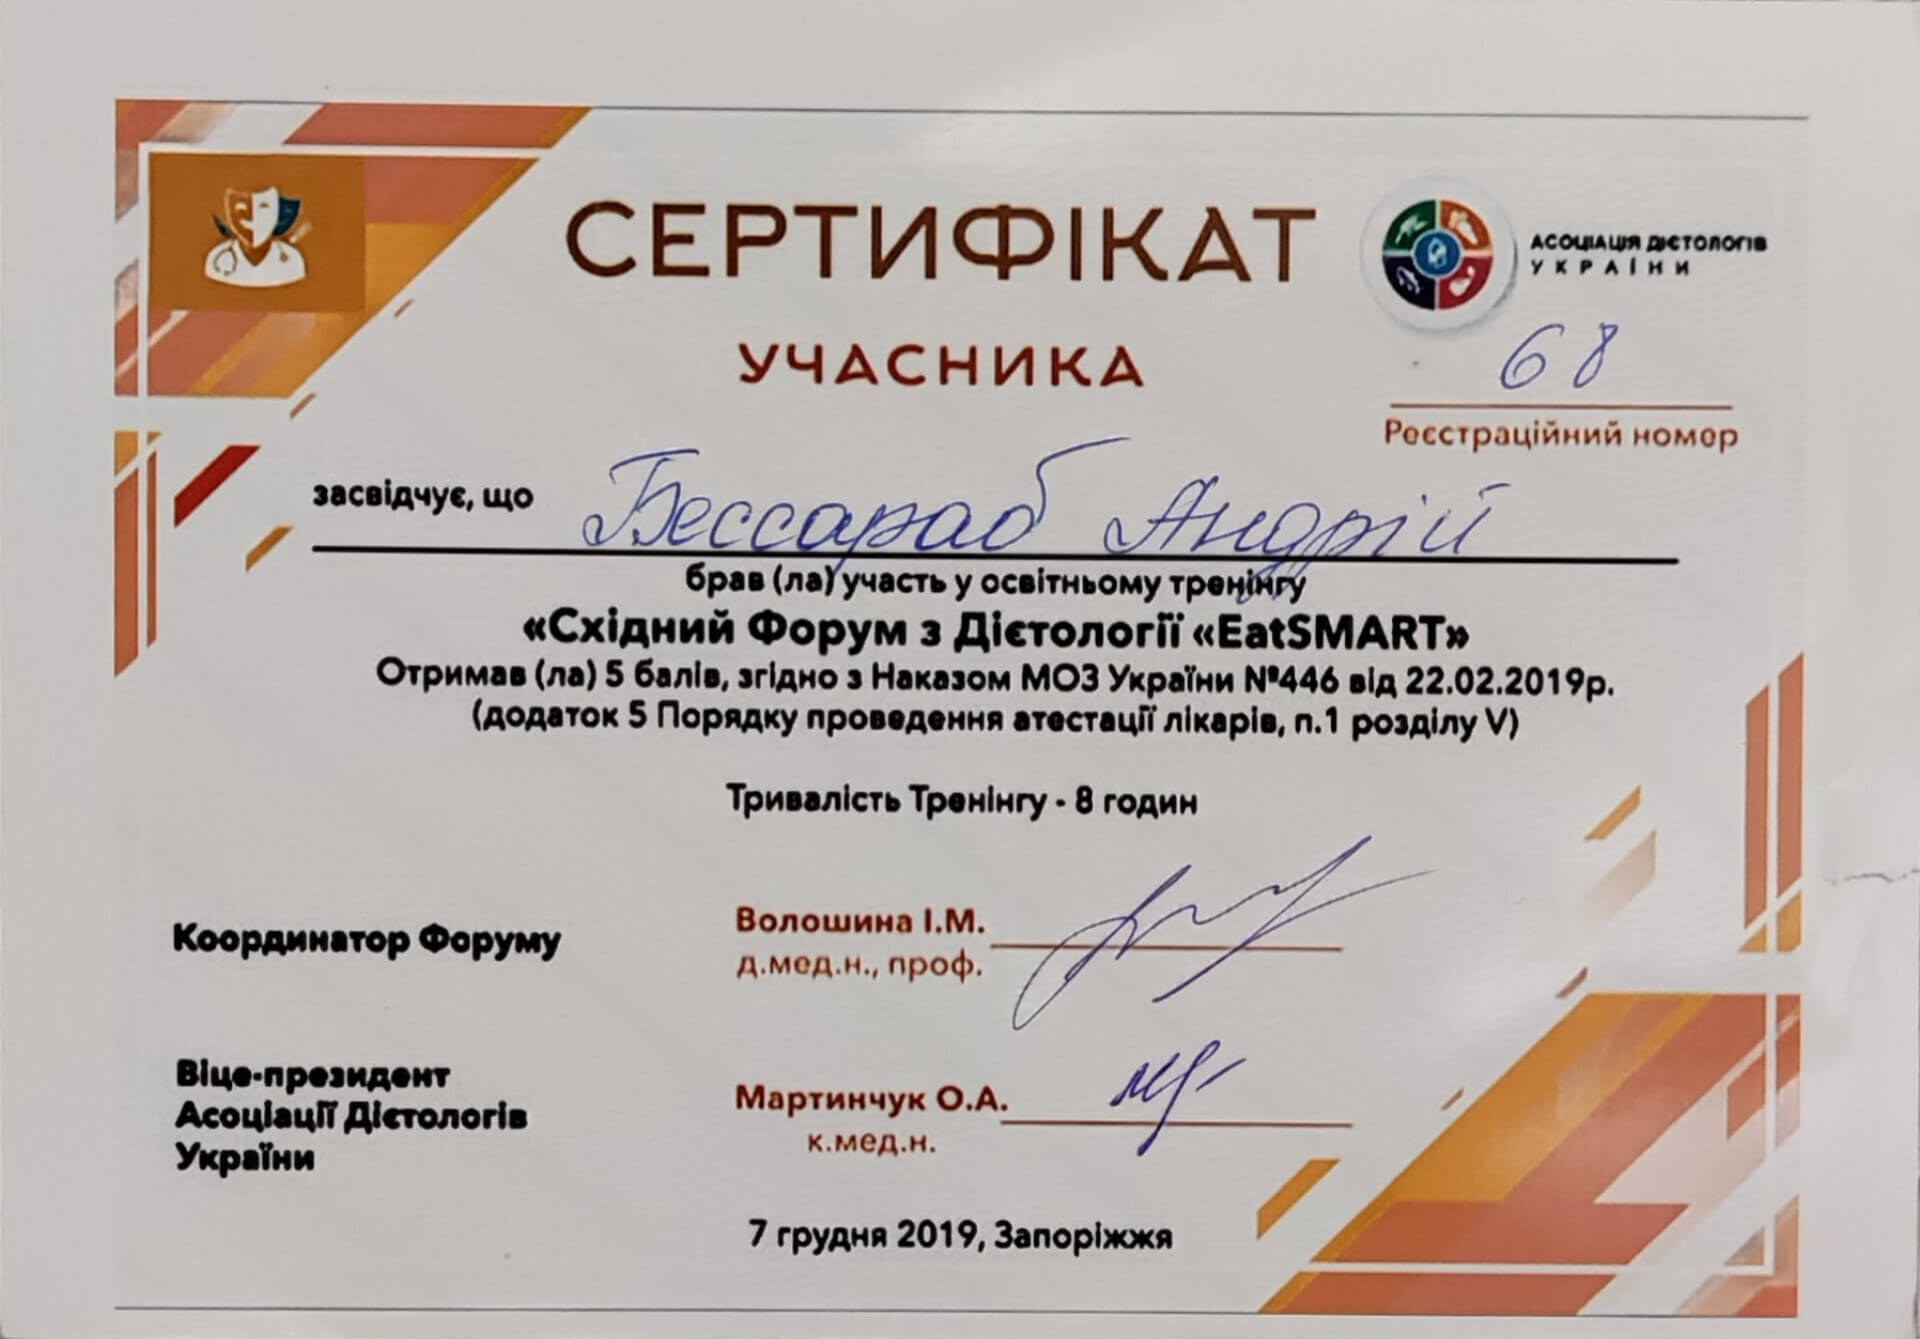 СЕРТИФІКАТ
АСОЦІАЦІЯ ДІЄТОЛОГІВ
УКРАЇНИ
УЧАСНИКА
68
Реєстраційний номер
засвідчує, що Бессараб Андрій
брав (ла) участь у освітньому тренінгу
«Східний Форум з Дієтології «EatSMART»
Отримав (ла) 5 балів, згідно з Наказом МОЗ України №446 від 22.02.2019р.
(додаток 5 Порядку проведення атестації лікарів, п.1 розділу V)
Тривалість Тренінгу - 8 годин
Координатор Форуму
Волошина І.М.
д.мед.н., проф.
Віце-президент
Асоціації Дієтологів
України
Мартинчук О.А.
к.мед.н.
7 грудня 2019, Запоріжжя